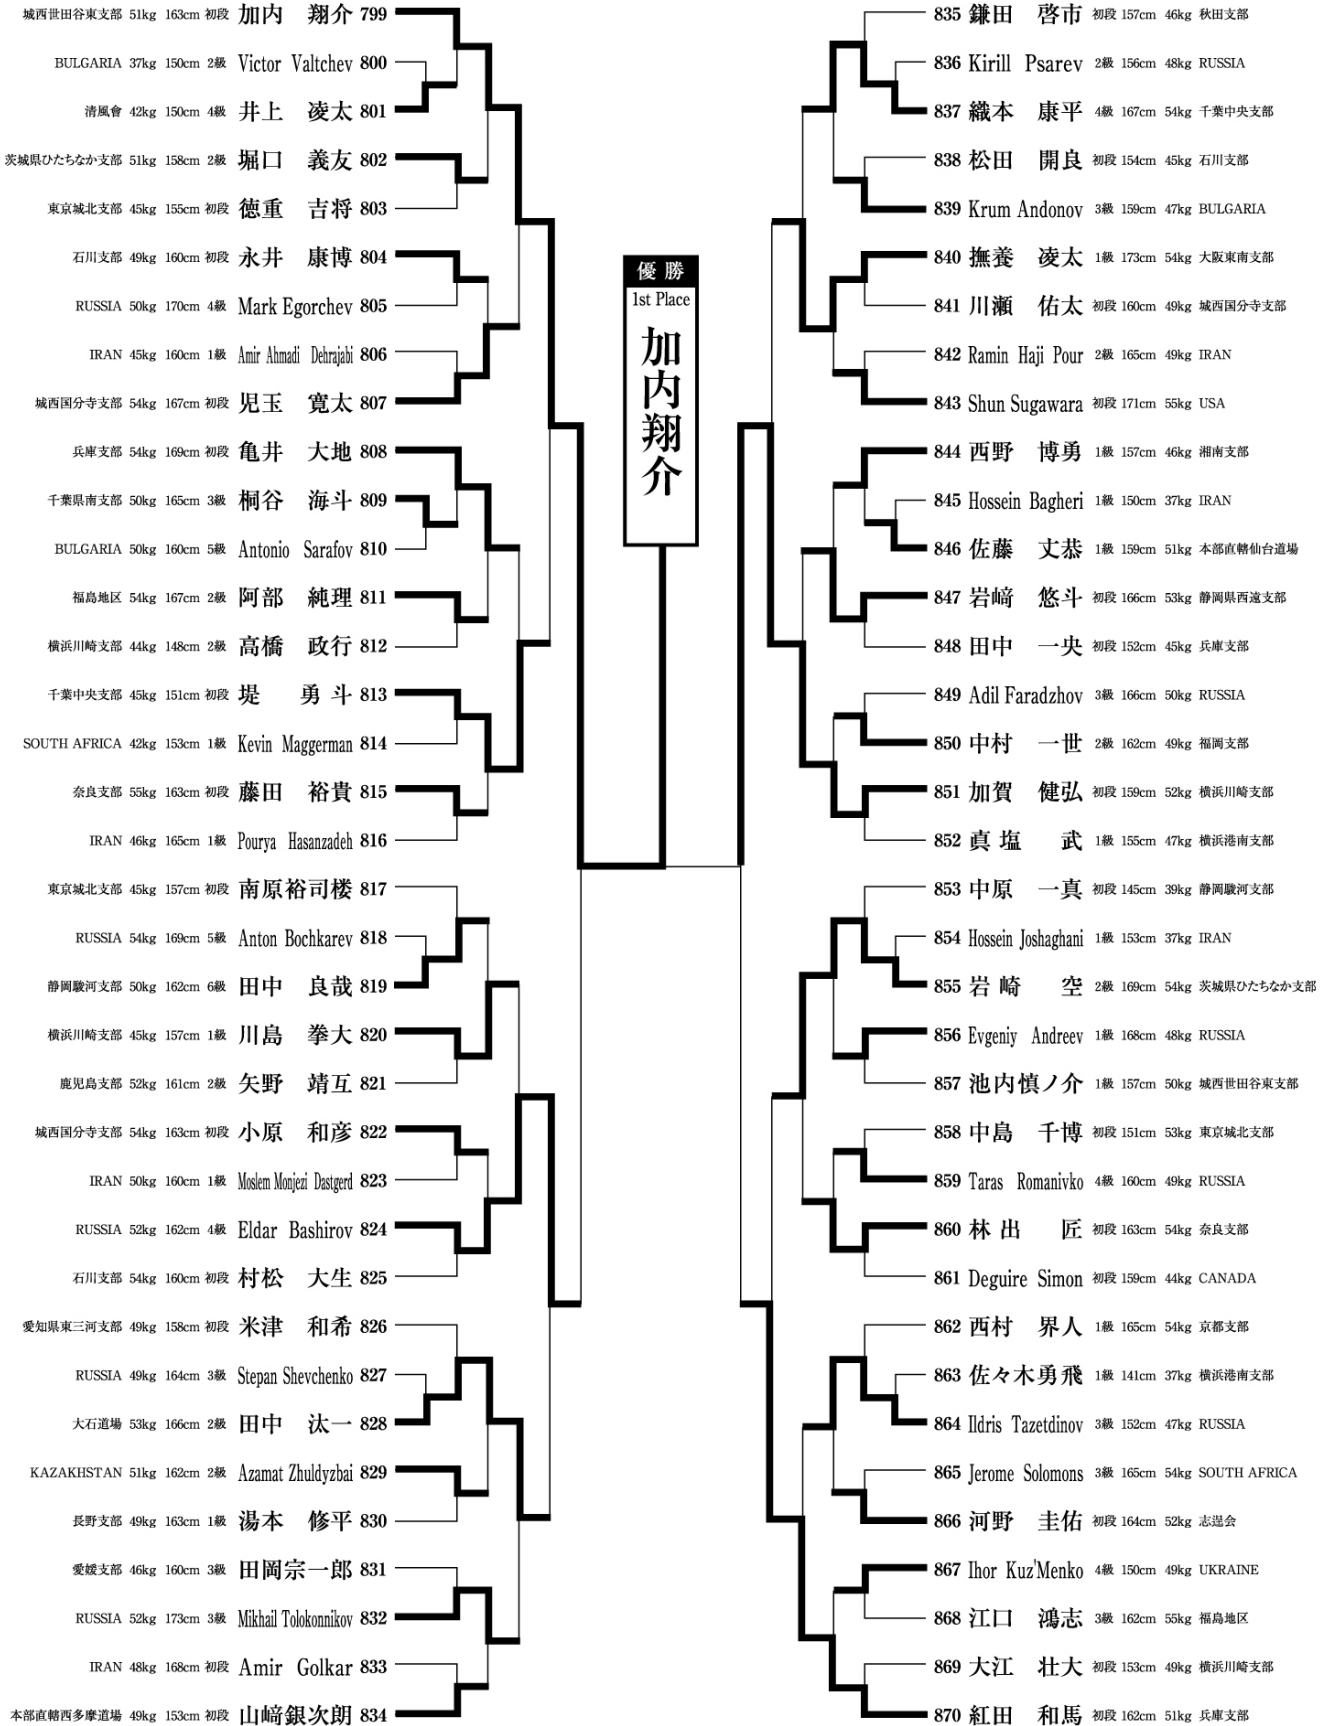 城西世田谷東支部 51kg 163cm 初段 加内 翔介 799
BULGARIA 37kg 150cm 2級 Victor Valtchev 800
清風會 42kg 150cm 4級 井上 凌太 801
茨城県ひたちなか支部 51kg 158cm 2級 堀口 義友 802
東京城北支部 45kg 155cm 初段 徳重 吉将 803
石川支部 49kg 160cm 初段 永井 康博 804
RUSSIA 50kg 170cm 4級 Mark Egorchev 805
IRAN 45kg 160cm 1級 Amir Ahmadi Dehrajabi 806
城西国分寺支部 54kg 167cm 初段 児玉 寛太 807
兵庫支部 54kg 169cm 初段 亀井 大地 808
千葉県南支部 50kg 165cm 3級 桐谷 海斗 809
BULGARIA 50kg 160cm 5級 Antonio Sarafov 810
福島地区 54kg 167cm 2級 阿部 純理 811
横浜川崎支部 44kg 148cm 2級 高橋 政行 812
千葉中央支部 45kg 151cm 初段 堤 勇斗 813
SOUTH AFRICA 42kg 153cm 1級 Kevin Maggerman 814
奈良支部 55kg 163cm 初段 藤田 裕貴 815
IRAN 46kg 165cm 1級 Pourya Hasanzadeh 816
東京城北支部 45kg 157cm 初段 南原裕司楼 817
RUSSIA 54kg 169cm 5級 Anton Bochkarev 818
静岡駿河支部 50kg 162cm 6級 田中 良哉 819
横浜川崎支部 45kg 157cm 1級 川島 拳大 820
鹿児島支部 52kg 161cm 2級 矢野 靖互 821
城西国分寺支部 54kg 163cm 初段 小原 和彦 822
IRAN 50kg 160cm 1級 Moslem Monjezi Dastgerd 823
RUSSIA 52kg 162cm 4級 Eldar Bashirov 824
石川支部 54kg 160cm 初段 村松 大生 825
愛知県東三河支部 49kg 158cm 初段 米津 和希 826
RUSSIA 49kg 164cm 3級 Stepan Shevchenko 827
大石道場 53kg 166cm 2級 田中 汰一 828
KAZAKHSTAN 51kg 162cm 2級 Azamat Zhuldyzbai 829
長野支部 49kg 163cm 1級 湯本 修平 830
愛媛支部 46kg 160cm 3級 田岡宗一郎 831
RUSSIA 52kg 173cm 3級 Mikhail Tolokonnikov 832
IRAN 48kg 168cm 初段 Amir Golkar 833
本部直轄西多摩道場 49kg 153cm 初段 山﨑銀次朗 834
優勝
1st Place
加内翔介
835 鎌田 啓市 初段 157cm 46kg 秋田支部
836 Kirill Psarev 2級 156cm 48kg RUSSIA
837 織本 康平 4級 167cm 54kg 千葉中央支部
838 松田 開良 初段 154cm 45kg 石川支部
839 Krum Andonov 3級 159cm 47kg BULGARIA
840 撫養 凌太 1級 173cm 54kg 大阪東南支部
841 川瀬 佑太 初段 160cm 49kg 城西国分寺支部
842 Ramin Haji Pour 2級 165cm 49kg IRAN
843 Shun Sugawara 初段 171cm 55kg USA
844 西野 博勇 1級 157cm 46kg 湘南支部
845 Hossein Bagheri 1級 150cm 37kg IRAN
846 佐藤 丈恭 1級 159cm 51kg 本部直轄仙台道場
847 岩﨑 悠斗 初段 166cm 53kg 静岡県西遠支部
848 田中 一央 初段 152cm 45kg 兵庫支部
849 Adil Faradzhov 3級 166cm 50kg RUSSIA
850 中村 一世 2級 162cm 49kg 福岡支部
851 加賀 健弘 初段 159cm 52kg 横浜川崎支部
852 真塩 武 1級 155cm 47kg 横浜港南支部
853 中原 一真 初段 145cm 39kg 静岡駿河支部
854 Hossein Joshaghani 1級 153cm 37kg IRAN
855 岩崎 空 2級 169cm 54kg 茨城県ひたちなか支部
856 Evgeniy Andreev 1級 168cm 48kg RUSSIA
857 池内慎ノ介 1級 157cm 50kg 城西世田谷東支部
858 中島 千博 初段 151cm 53kg 東京城北支部
859 Taras Romanivko 4級 160cm 49kg RUSSIA
860 林出 匠 初段 163cm 54kg 奈良支部
861 Deguire Simon 初段 159cm 44kg CANADA
862 西村 界人 1級 165cm 54kg 京都支部
863 佐々木勇飛 1級 141cm 37kg 横浜港南支部
864 Ildris Tazetdinov 3級 152cm 47kg RUSSIA
865 Jerome Solomons 3級 165cm 54kg SOUTH AFRICA
866 河野 圭佑 初段 164cm 52kg 志逞会
867 Ihor Kuz'Menko 4級 150cm 49kg UKRAINE
868 江口 鴻志 3級 162cm 55kg 福島地区
869 大江 壮大 初段 153cm 49kg 横浜川崎支部
870 紅田 和馬 初段 162cm 51kg 兵庫支部